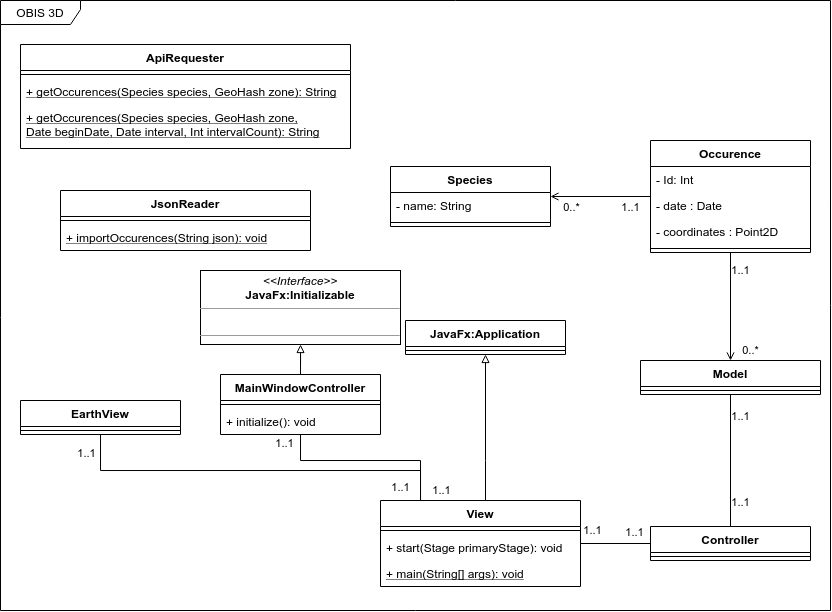 OBIS 3D
ApiRequester
+ getOccurences(Species species, GeoHash zone): String
+ getOccurences(Species species, GeoHash zone,
Date beginDate, Date interval, Int intervalCount): String
JsonReader
+ importOccurences(String json): void
Species
- name: String
0..*
1..1
Occurence
- Id: Int
- date : Date
- coordinates : Point2D
1..1
0..*
<<Interface>>
JavaFx:Initializable
JavaFx:Application
Model
1..1
MainWindowController
+ initialize(): void
1..1
EarthView
1..1
1..1
1..1
View
+ start(Stage primaryStage): void
+ main(String[] args): void
1..1
1..1
1..1
Controller